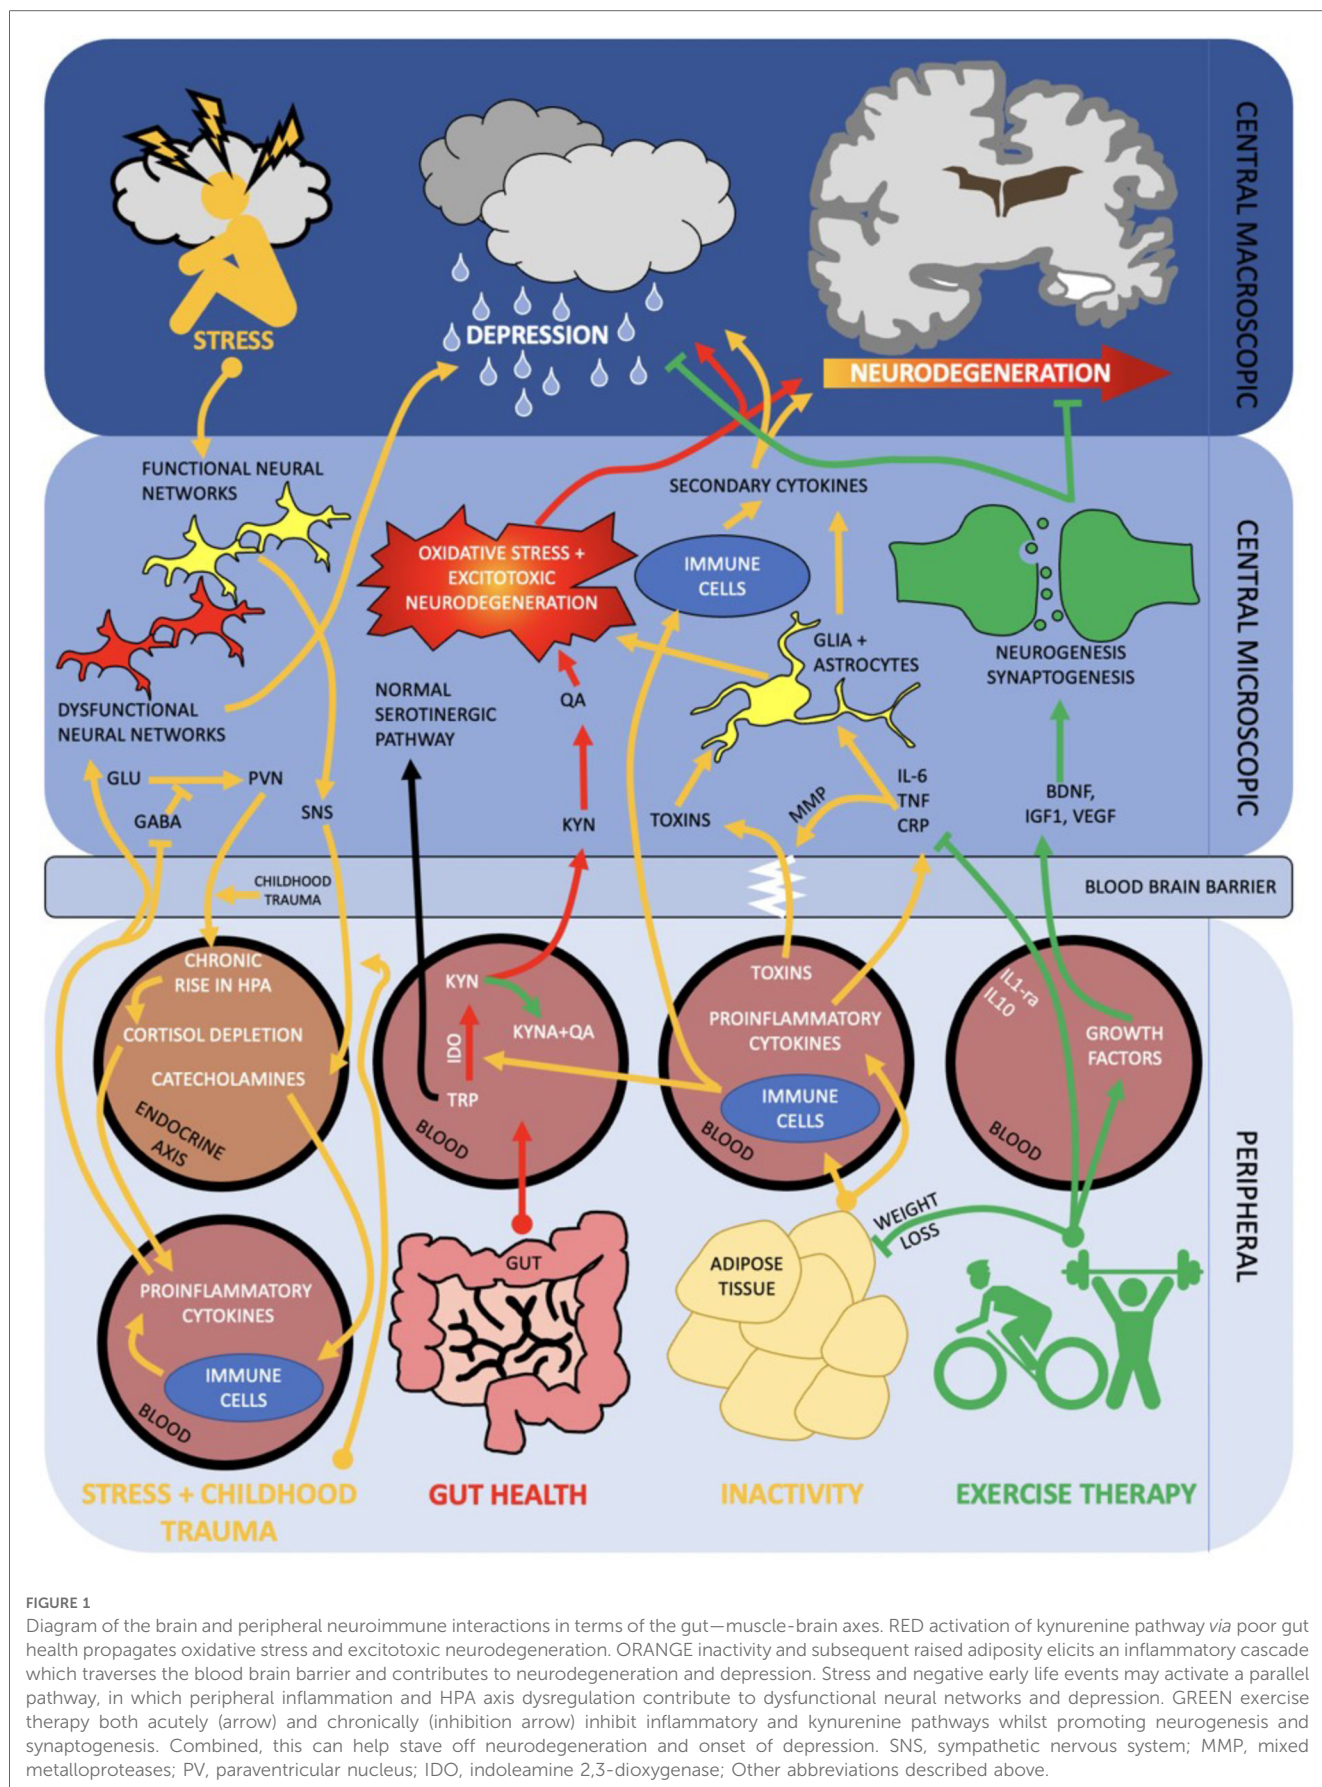 CENTRAL MACROSCOPIC
STRESS
DEPRESSION
NEURODEGENERATION
CENTRAL MICROSCOPIC
FUNCTIONAL NEURAL
NETWORKS
DYSFUNCTIONAL
NEURAL NETWORKS
GLU
PVN
GABA
SNS
OXIDATIVE STRESS +
EXCITOTOXIC
NEURODEGENERATION
NORMAL
SEROTINERGIC
PATHWAY
QA
KYN
SECONDARY CYTOKINES
IMMUNE
CELLS
GLIA +
ASTROCYTES
TOXINS
MMP
IL-6
TNF
CRP
NEUROGENESIS
SYNAPTOGENESIS
BDNF,
IGF1, VEGF
CHILDHOOD
TRAUMA
BLOOD BRAIN BARRIER
PERIPHERAL
CHRONIC
RISE IN HPA
CORTISOL DEPLETION
CATECHOLAMINES
ENDOCRINE
AXIS
KYN
KYNA+QA
IDO
TRP
BLOOD
TOXINS
PROINFLAMMATORY
CYTOKINES
IMMUNE
CELLS
BLOOD
IL1-ra
IL10
GROWTH
FACTORS
BLOOD
PROINFLAMMATORY
CYTOKINES
IMMUNE
CELLS
BLOOD
GUT
ADIPOSE
TISSUE
WEIGHT
LOSS
STRESS + CHILDHOOD
TRAUMA
GUT HEALTH
INACTIVITY
EXERCISE THERAPY
FIGURE 1
Diagram of the brain and peripheral neuroimmune interactions in terms of the gut—muscle-brain axes. RED activation of kynurenine pathway via poor gut
health propagates oxidative stress and excitotoxic neurodegeneration. ORANGE inactivity and subsequent raised adiposity elicits an inflammatory cascade
which traverses the blood brain barrier and contributes to neurodegeneration and depression. Stress and negative early life events may activate a parallel
pathway, in which peripheral inflammation and HPA axis dysregulation contribute to dysfunctional neural networks and depression. GREEN exercise
therapy both acutely (arrow) and chronically (inhibition arrow) inhibit inflammatory and kynurenine pathways whilst promoting neurogenesis and
synaptogenesis. Combined, this can help stave off neurodegeneration and onset of depression. SNS, sympathetic nervous system; MMP, mixed
metalloproteases; PV, paraventricular nucleus; IDO, indoleamine 2,3-dioxygenase; Other abbreviations described above.